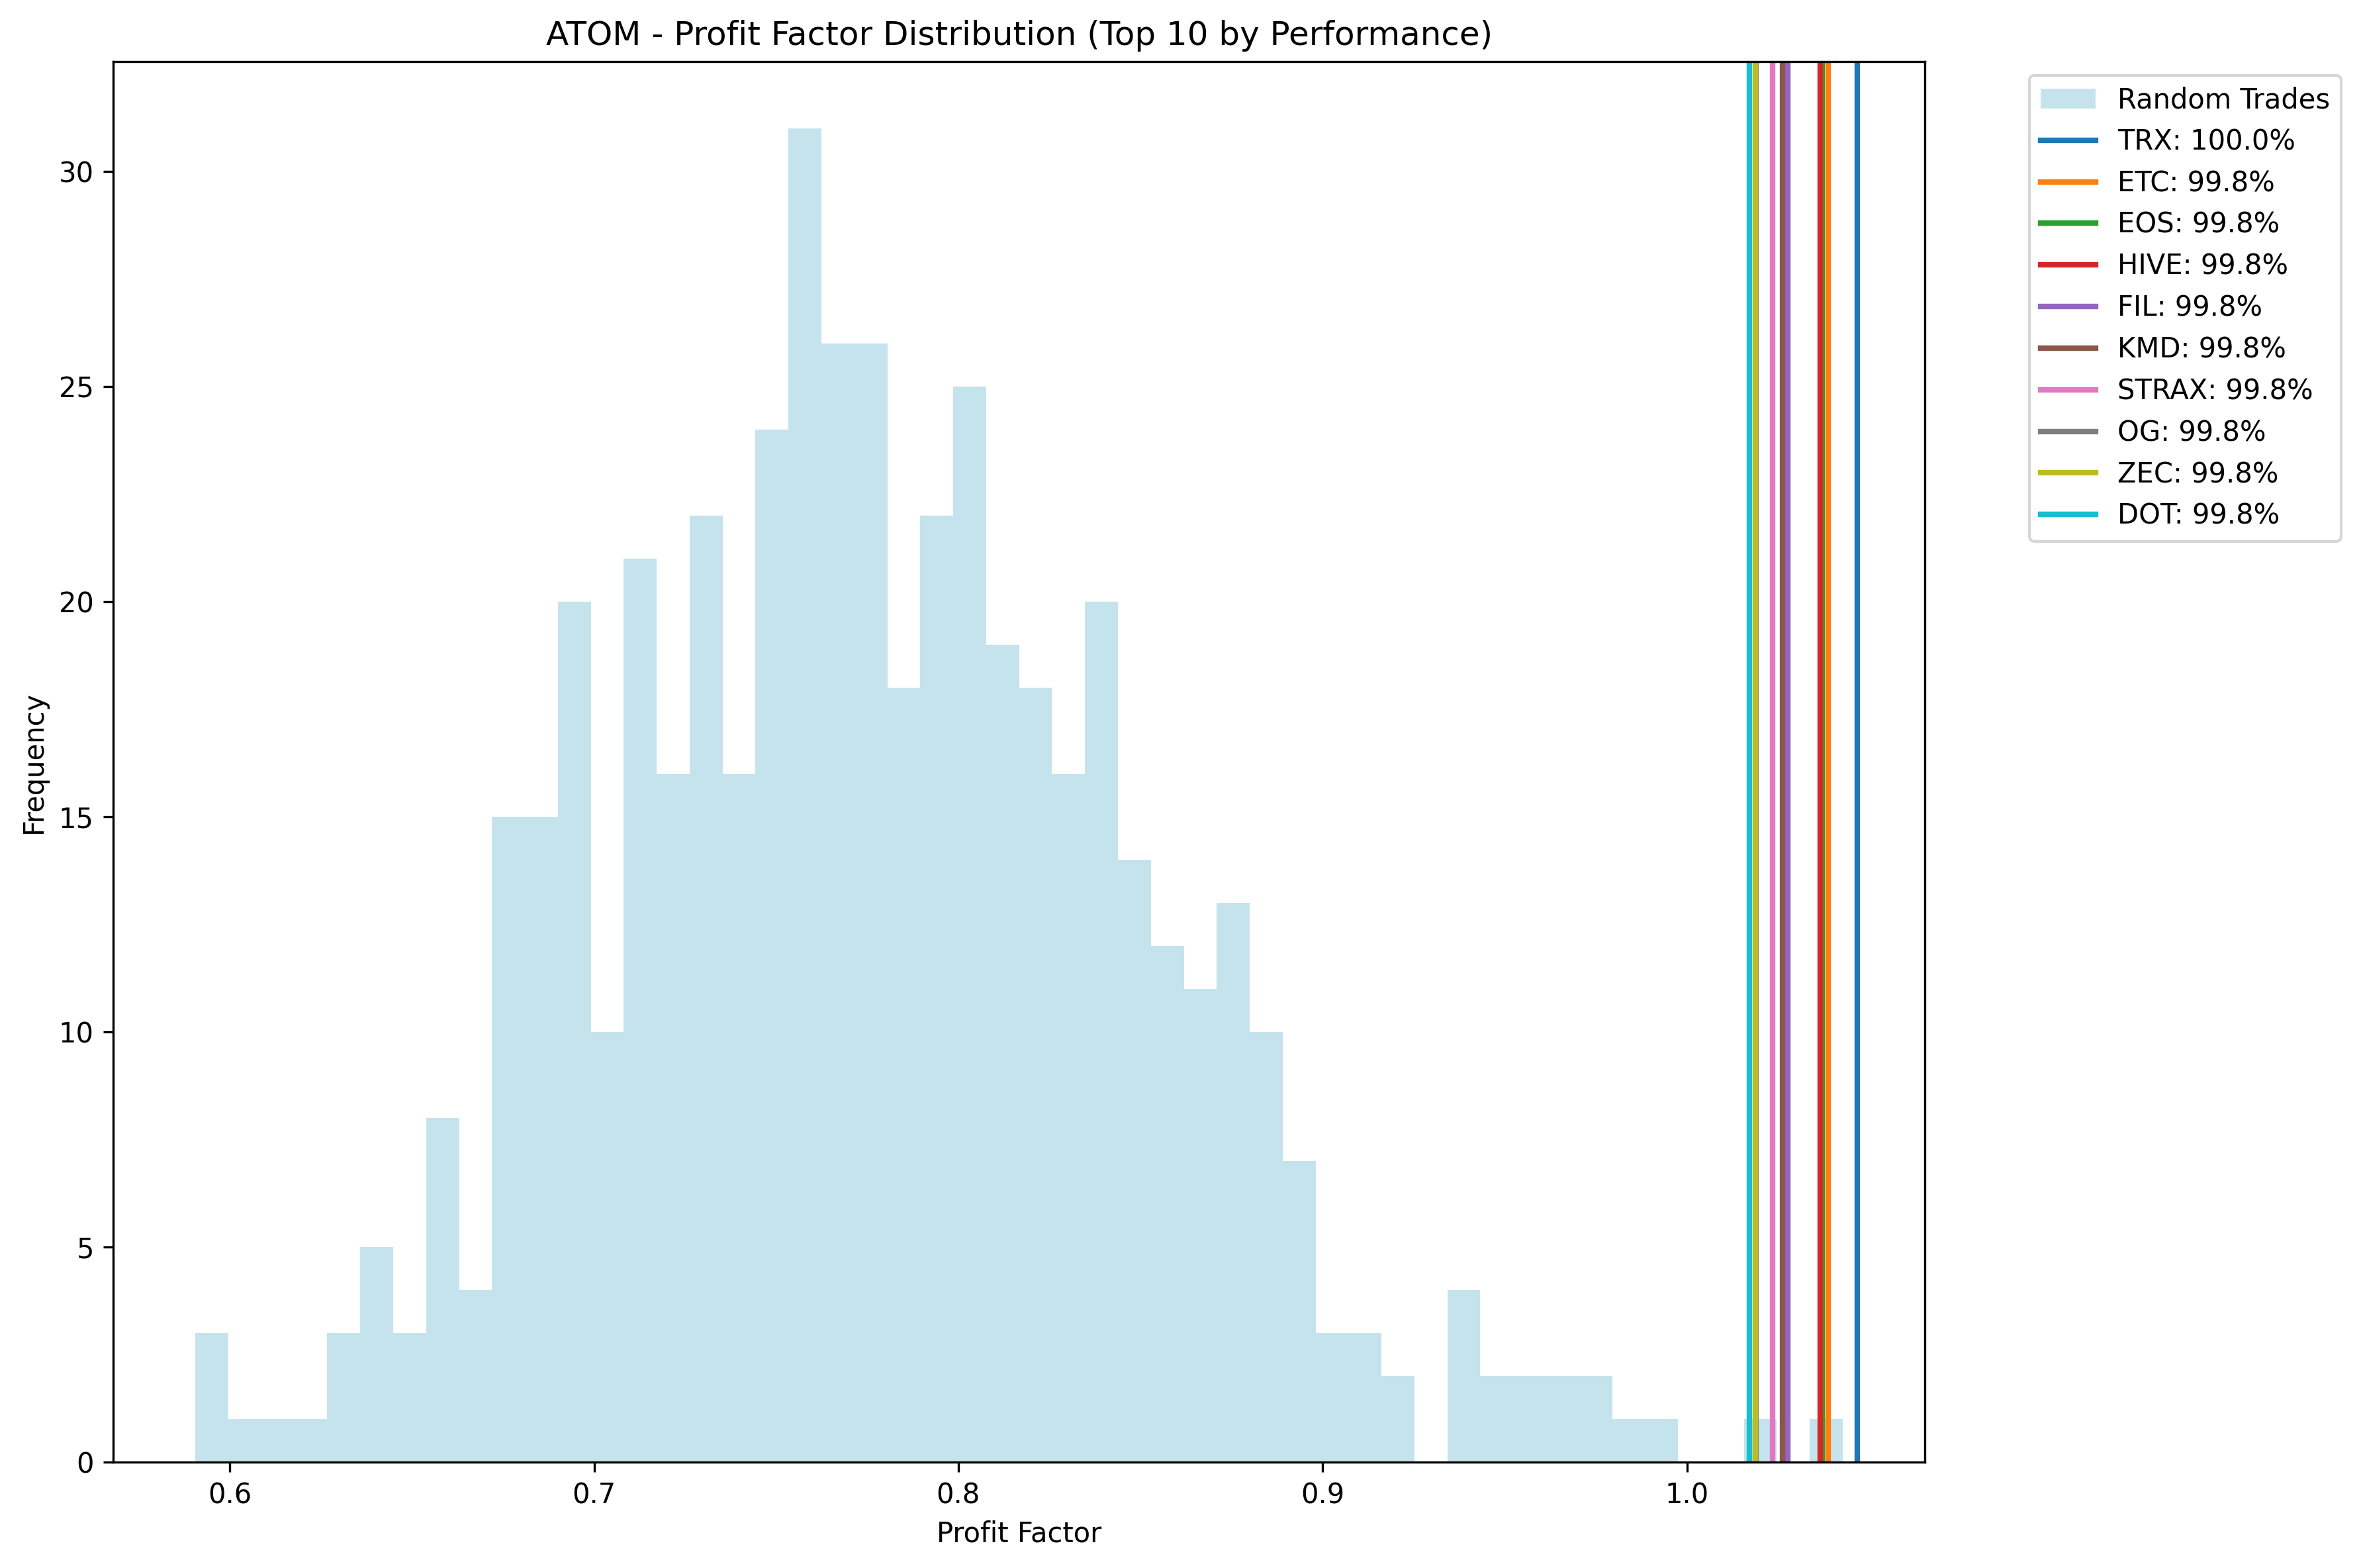 ATOM - Profit Factor Distribution (Top 10 by Performance)
Random Trades
TRX: 100.0%
ETC: 99.8%
EOS: 99.8%
HIVE: 99.8%
FIL: 99.8%
KMD: 99.8%
STRAX: 99.8%
OG: 99.8%
ZEC: 99.8%
DOT: 99.8%
Frequency
30
25
20
15
10
5
0
0.6
0.7
0.8
0.9
1.0
Profit Factor